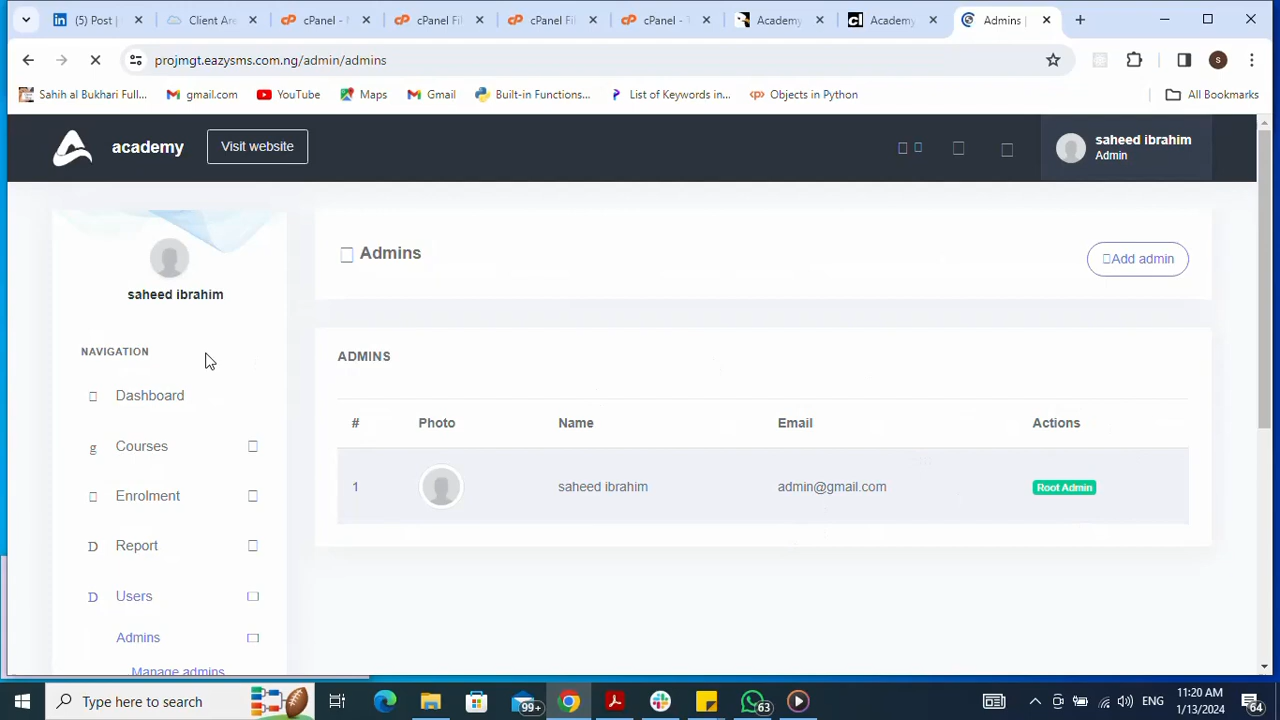 (5) Post |
Client Are
cPanel - M
cPanel Fil
cPanel Fil
cPanel - T
Academy
Academy
Admins |
projmgt.eazysms.com.ng/admin/admins
S
Sahih al Bukhari Full...
gmail.com
YouTube
Maps
Gmail
Built-in Functions...
List of Keywords in...
Objects in Python
All Bookmarks
academy
Visit website
saheed ibrahim
Admin
saheed ibrahim
NAVIGATION
Dashboard
g Courses
Enrolment
D Report
D Users
Admins
Manage admins
Admins
Add admin
ADMINS
# Photo Name Email Actions
1 saheed ibrahim admin@gmail.com Root Admin
Type here to search
99+
63
ENG
11:20 AM
1/13/2024
64